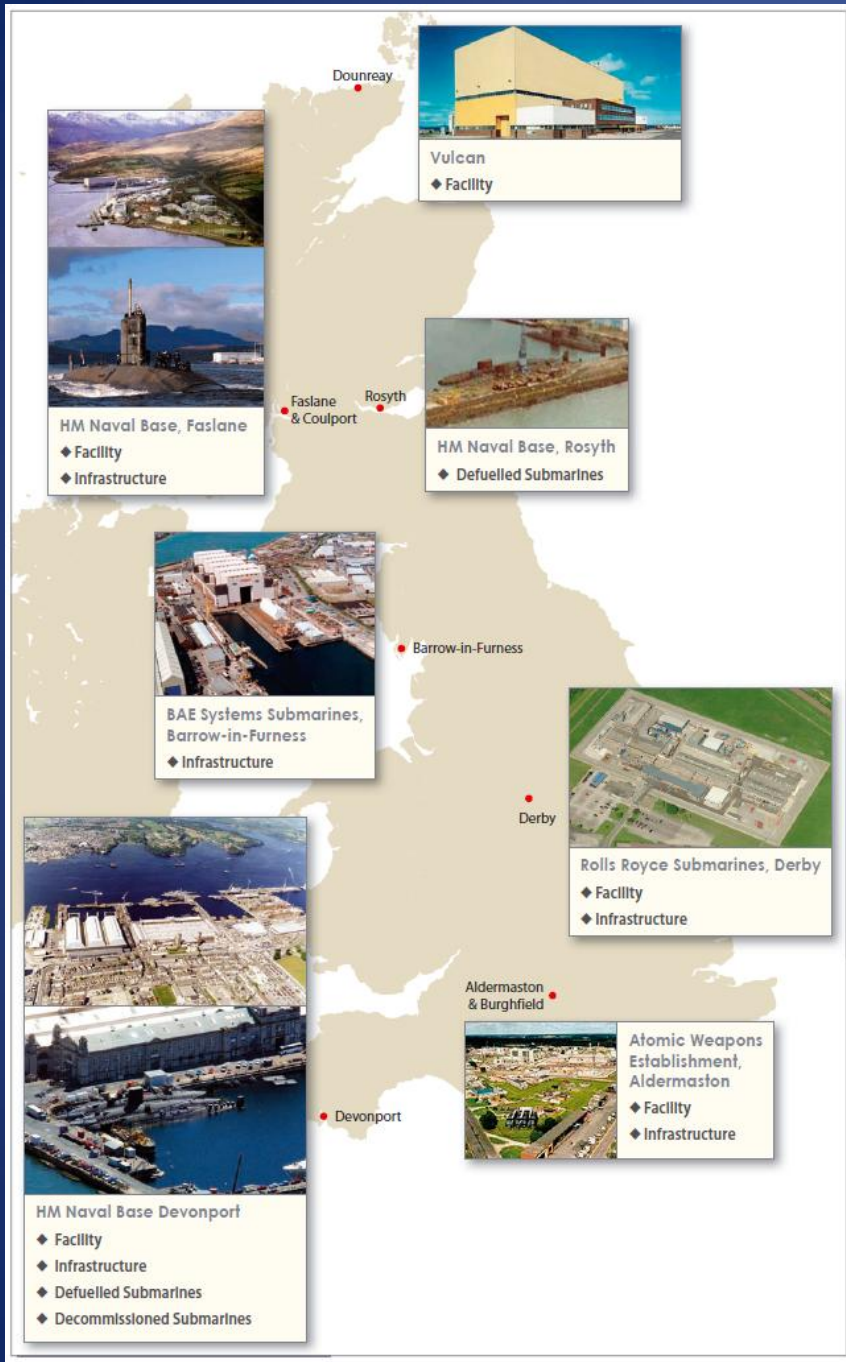 Dounreay
Vulcan
◆ Facility
Faslane
& Coulport
Rosyth
HM Naval Base, Faslane
◆ Facility
◆ Infrastructure
HM Naval Base, Rosyth
◆ Defuelled Submarines
Barrow-in-Furness
BAE Systems Submarines,
Barrow-in-Furness
◆ Infrastructure
Derby
Rolls Royce Submarines, Derby
◆ Facility
◆ Infrastructure
Aldermaston
& Burghfield
Atomic Weapons
Establishment,
Aldermaston
◆ Facility
◆ Infrastructure
Devonport
HM Naval Base Devonport
◆ Facility
◆ Infrastructure
◆ Defuelled Submarines
◆ Decommissioned Submarines